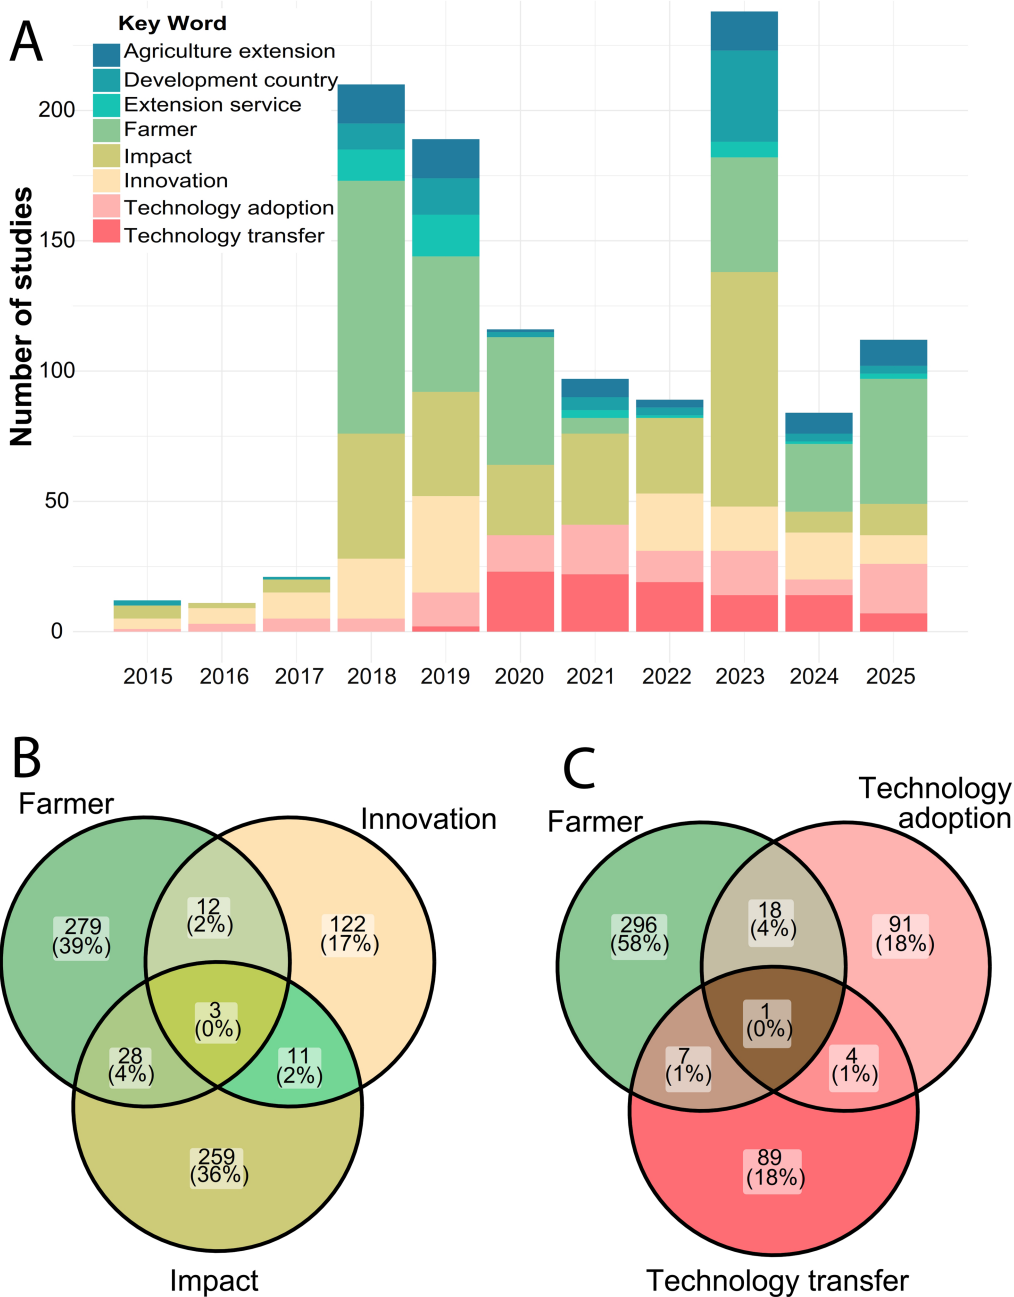 A
Key Word
Agriculture extension
Development country
Extension service
Farmer
Impact
Innovation
Technology adoption
Technology transfer
Number of studies
200
150
100
50
0
2015 2016 2017 2018 2019 2020 2021 2022 2023 2024 2025
B
Farmer
Innovation
279
(39%)
12
(2%)
122
(17%)
3
(0%)
28
(4%)
11
(2%)
259
(36%)
Impact
C
Farmer
Technology
adoption
296
(58%)
18
(4%)
91
(18%)
1
(0%)
7
(1%)
4
(1%)
89
(18%)
Technology transfer